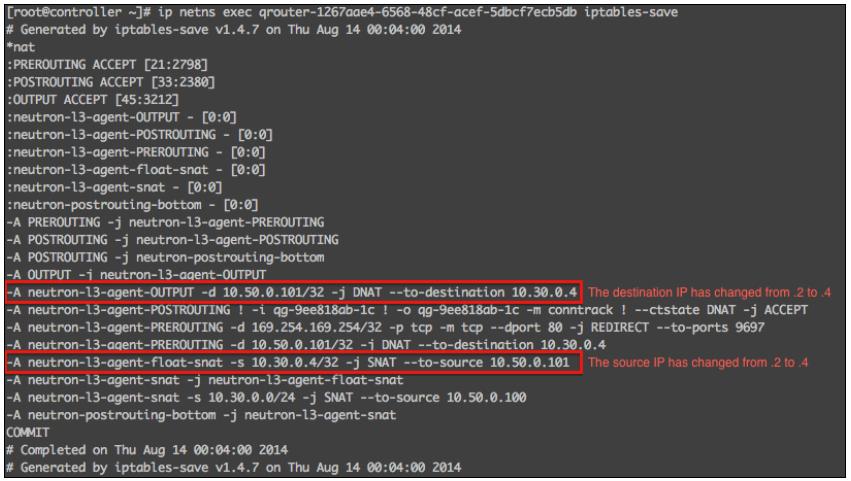 [root@controller ~]# ip netns exec qrouter-1267aae4-6568-48cf-acef-5dbcf7ecb5db iptables-save
# Generated by iptables-save v1.4.7 on Thu Aug 14 00:04:00 2014
*nat
:PREROUTING ACCEPT [21:2798]
:POSTROUTING ACCEPT [33:2380]
:OUTPUT ACCEPT [45:3212]
:neutron-l3-agent-OUTPUT - [0:0]
:neutron-l3-agent-POSTROUTING - [0:0]
:neutron-l3-agent-PREROUTING - [0:0]
:neutron-l3-agent-float-snat - [0:0]
:neutron-l3-agent-snat - [0:0]
:neutron-postrouting-bottom - [0:0]
-A PREROUTING -j neutron-l3-agent-PREROUTING
-A POSTROUTING -j neutron-l3-agent-POSTROUTING
-A POSTROUTING -j neutron-postrouting-bottom
-A OUTPUT -j neutron-l3-agent-OUTPUT
-A neutron-l3-agent-OUTPUT -d 10.50.0.101/32 -j DNAT --to-destination 10.30.0.4 The destination IP has changed from .2 to .4
-A neutron-l3-agent-POSTROUTING ! -i qg-9ee818ab-1c ! -o qg-9ee818ab-1c -m conntrack ! --ctstate DNAT -j ACCEPT
-A neutron-l3-agent-PREROUTING -d 169.254.169.254/32 -p tcp -m tcp --dport 80 -j REDIRECT --to-ports 9697
-A neutron-l3-agent-PREROUTING -d 10.50.0.101/32 -j DNAT --to-destination 10.30.0.4
-A neutron-l3-agent-float-snat -s 10.30.0.4/32 -j SNAT --to-source 10.50.0.101 The source IP has changed from .2 to .4
-A neutron-l3-agent-snat -j neutron-l3-agent-float-snat
-A neutron-l3-agent-snat -s 10.30.0.0/24 -j SNAT --to-source 10.50.0.100
-A neutron-postrouting-bottom -j neutron-l3-agent-snat
COMMIT
# Completed on Thu Aug 14 00:04:00 2014
# Generated by iptables-save v1.4.7 on Thu Aug 14 00:04:00 2014